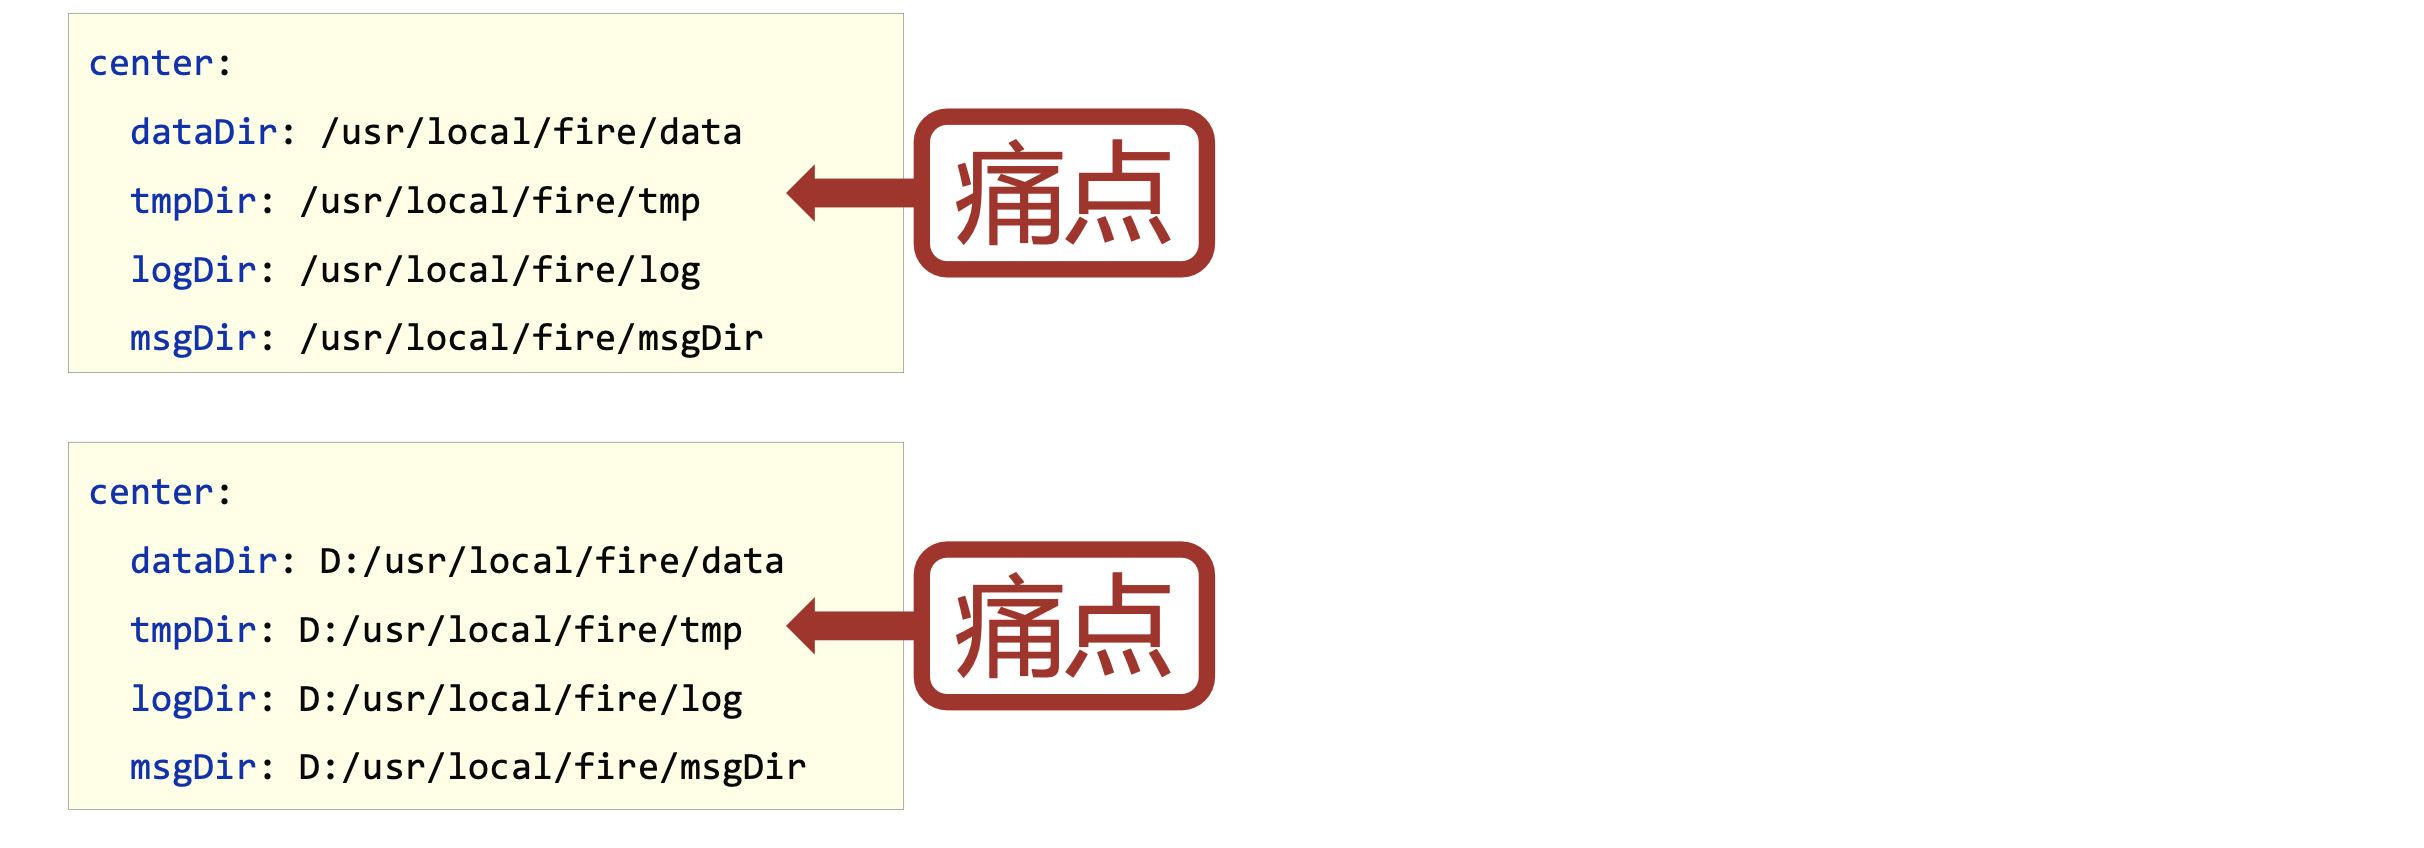 center:
dataDir: /usr/local/fire/data
tmpDir: /usr/local/fire/tmp
logDir: /usr/local/fire/log
msgDir: /usr/local/fire/msgDir
痛点
center:
dataDir: D:/usr/local/fire/data
tmpDir: D:/usr/local/fire/tmp
logDir: D:/usr/local/fire/log
msgDir: D:/usr/local/fire/msgDir
痛点